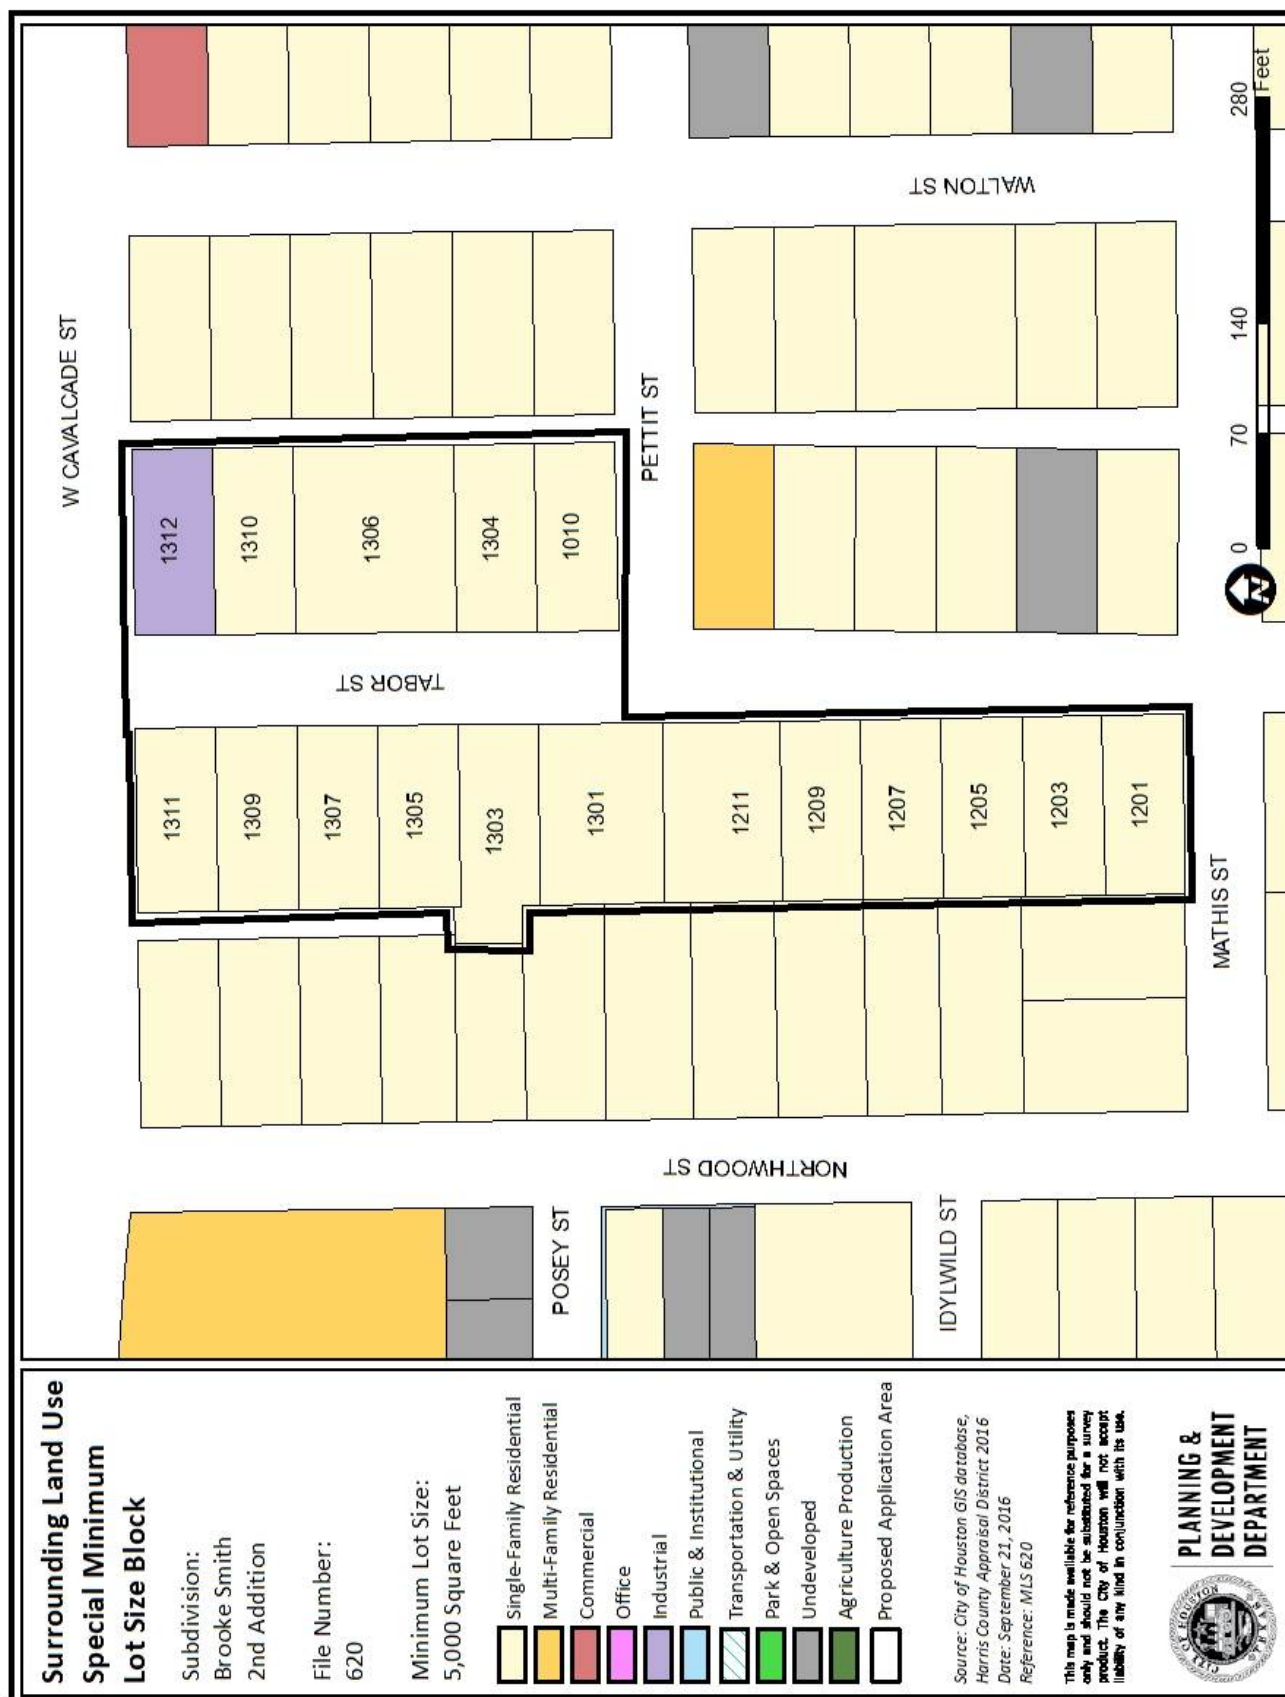 Surrounding Land Use
Special Minimum
Lot Size Block
Subdivision:
Brooke Smith
2nd Addition
File Number:
620
Minimum Lot Size:
5,000 Square Feet
Single-Family Residential
Multi-Family Residential
Commercial
Office
Industrial
Public & Institutional
Transportation & Utility
Park & Open Spaces
Undeveloped
Agriculture Production
Proposed Application Area
Source: City of Houston GIS database,
Harris County Appraisal District 2016
Date: September 21, 2016
Reference: MLS 620
This map is made available for reference purposes
only and should not be substituted for a survey
product. The City of Houston will not accept
liability of any kind in conjunction with its use.
CITY OF HOUSTON
TEXAS
PLANNING &
DEVELOPMENT
DEPARTMENT
W CAVALCADE ST
1311
1312
1309
1310
1307
1306
TABOR ST
1305
1303
1304
1301
1010
POSEY ST
PETTIT ST
NORTHWOOD ST
1211
1209
1207
WALTON ST
IDYLWILD ST
1205
1203
1201
MATHIS ST
N
0
70
140
280
Feet